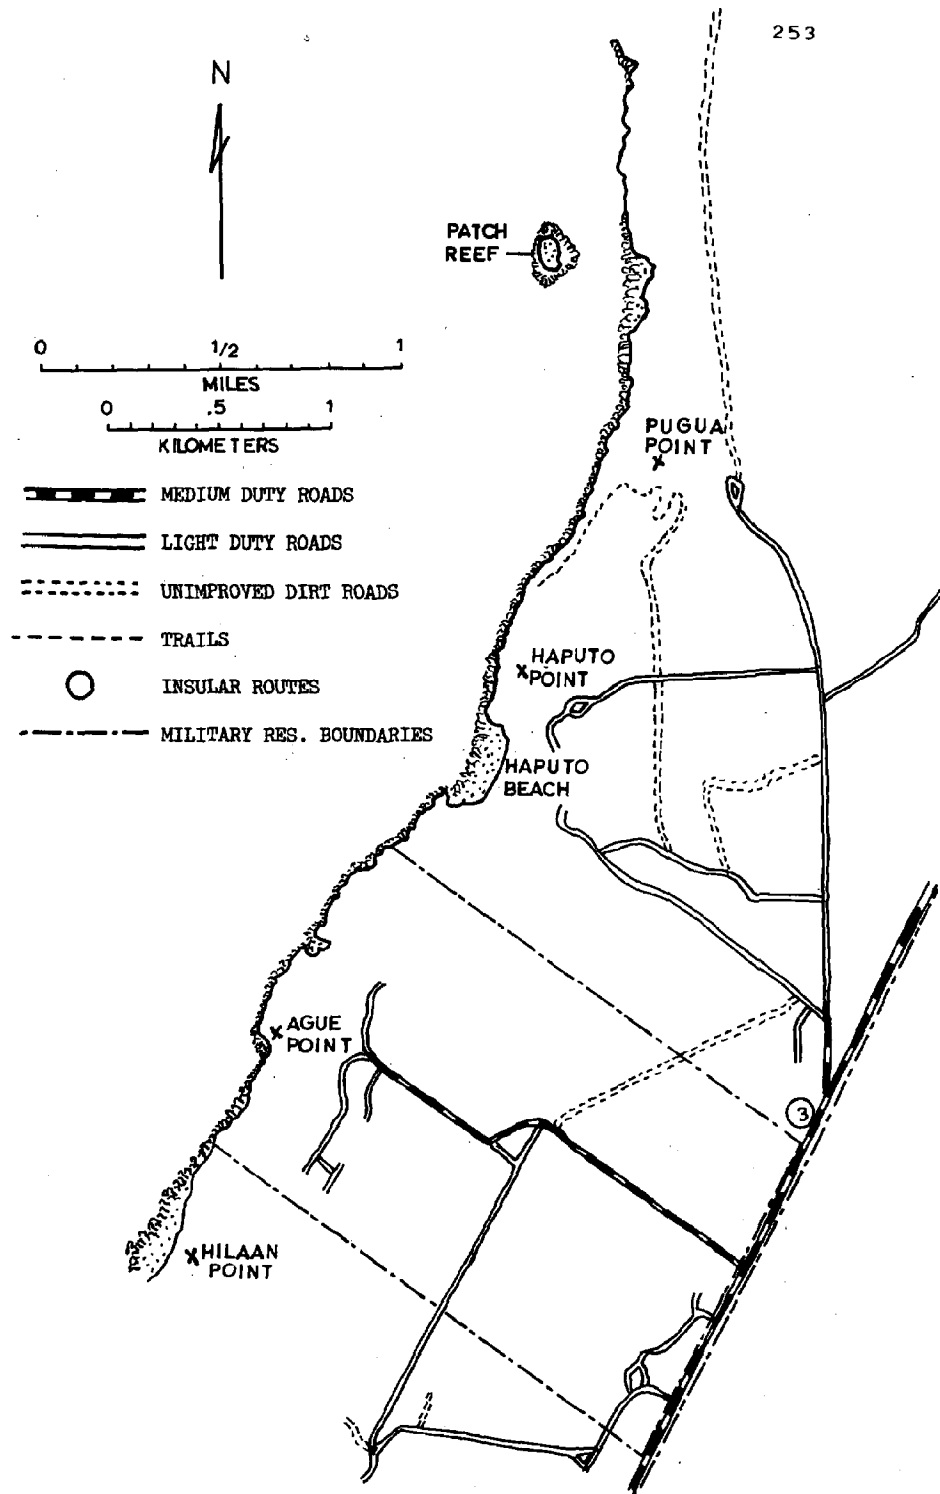 253
N
PATCH
REEF
0 1/2 1
MILES
0 .5 1
KILOMETERS
PUGUA
POINT
MEDIUM DUTY ROADS
LIGHT DUTY ROADS
UNIMPROVED DIRT ROADS
TRAILS
INSULAR ROUTES
MILITARY RES. BOUNDARIES
HAPUTO
POINT
HAPUTO
BEACH
AGUE
POINT
3
HILAAN
POINT